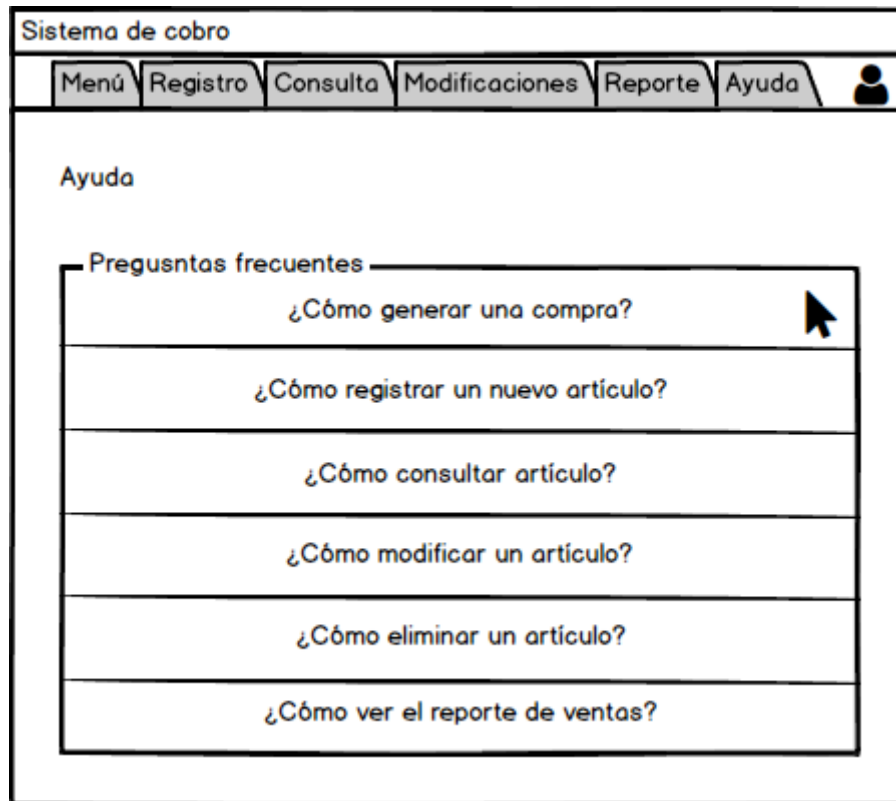 Sistema de cobro
Menú Registro Consulta Modificaciones Reporte Ayuda
Ayuda
Pregusntas frecuentes
¿Cómo generar una compra?
¿Cómo registrar un nuevo artículo?
¿Cómo consultar artículo?
¿Cómo modificar un artículo?
¿Cómo eliminar un artículo?
¿Cómo ver el reporte de ventas?